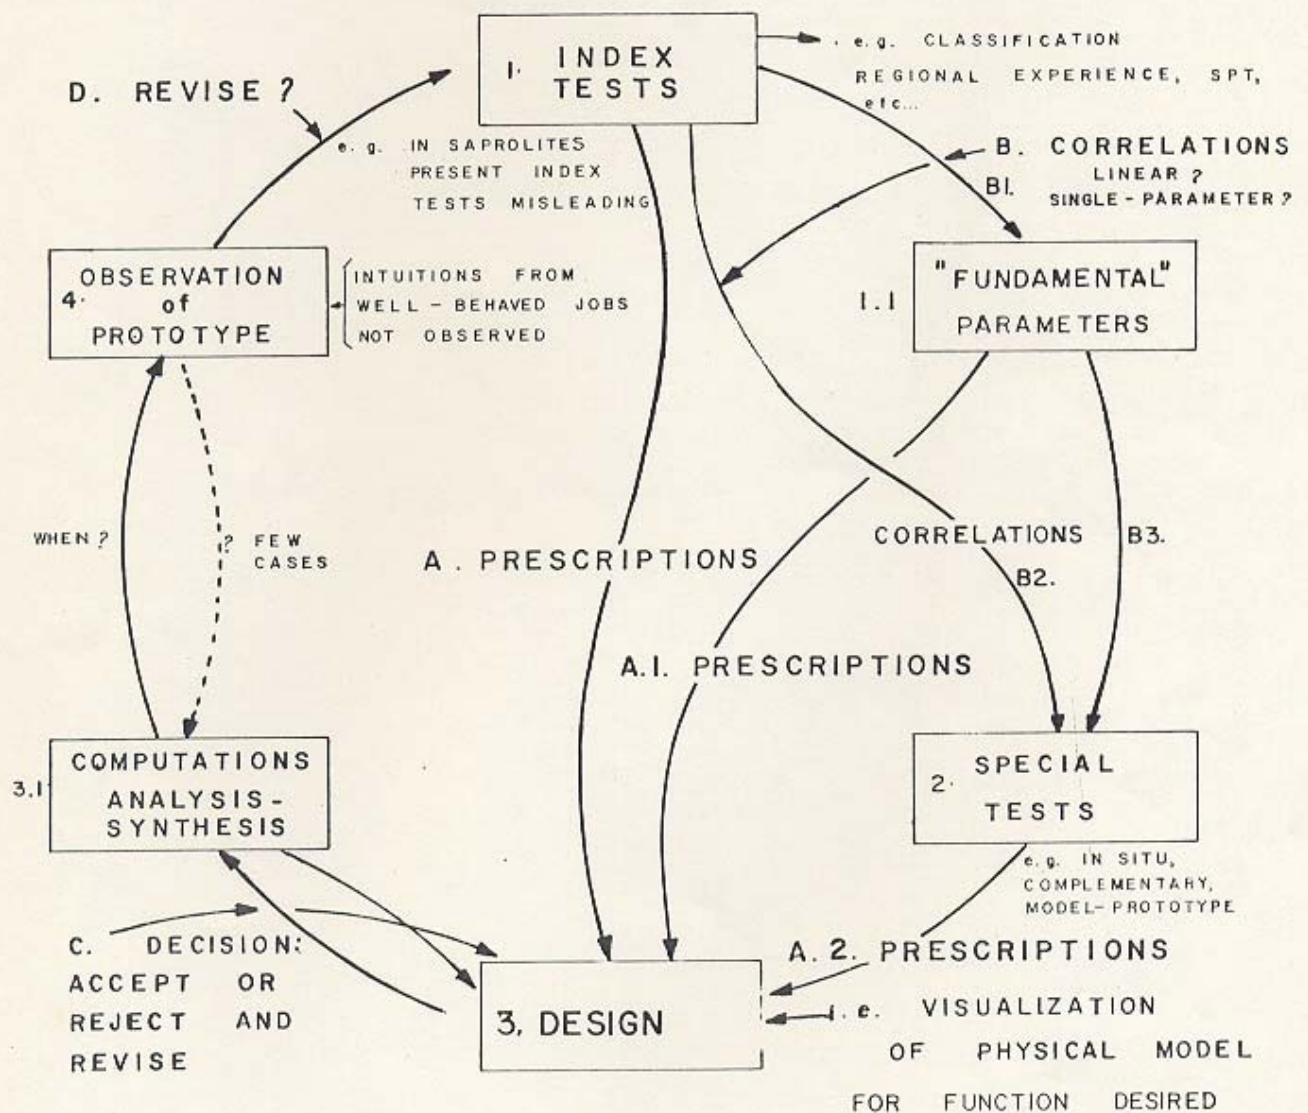 1. INDEX
TESTS
. e.g. CLASSIFICATION
REGIONAL EXPERIENCE, SPT,
etc...
D. REVISE ?
e. g. IN SAPROLITES
PRESENT INDEX
TESTS MISLEADING
B. CORRELATIONS
LINEAR ?
SINGLE-PARAMETER ?
B1.
4. OBSERVATION
of
PROTOTYPE
INTUITIONS FROM
WELL-BEHAVED JOBS
NOT OBSERVED
1.1
"FUNDAMENTAL"
PARAMETERS
WHEN ?
? FEW
CASES
A. PRESCRIPTIONS
CORRELATIONS
B2.
B3.
A.1. PRESCRIPTIONS
3.1
COMPUTATIONS
ANALYSIS-
SYNTHESIS
2. SPECIAL
TESTS
e.g. IN SITU,
COMPLEMENTARY,
MODEL-PROTOTYPE
C. DECISION:
ACCEPT OR
REJECT AND
REVISE
3, DESIGN
A.2. PRESCRIPTIONS
i.e. VISUALIZATION
OF PHYSICAL MODEL
FOR FUNCTION DESIRED